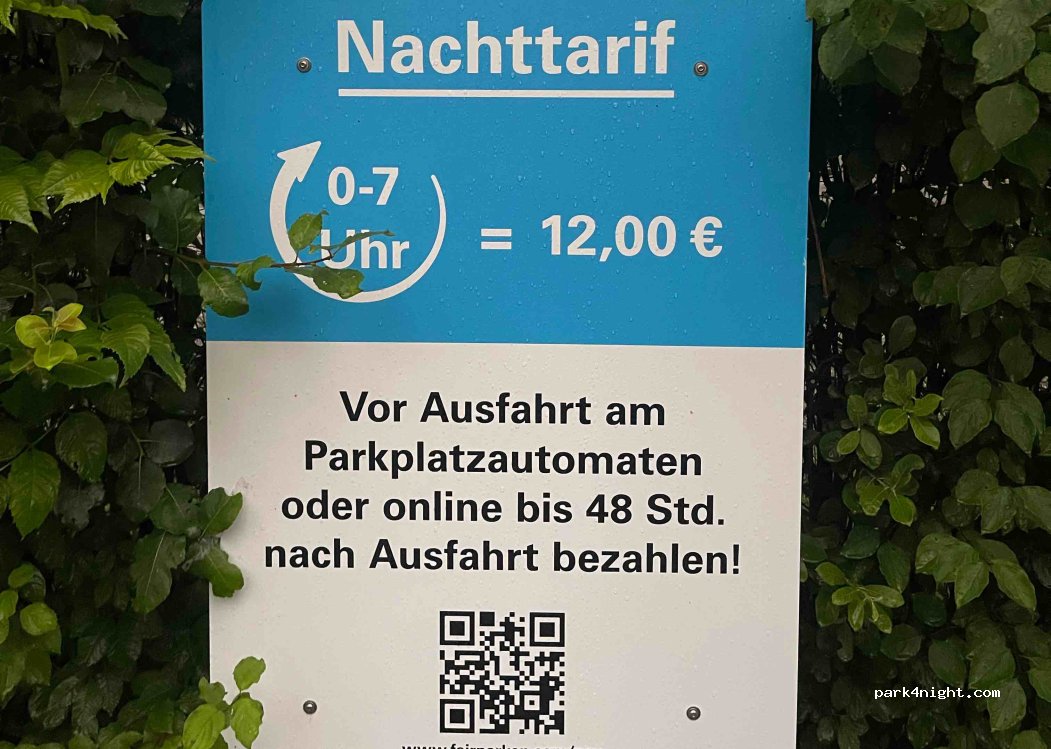 Nachttarif
0-7
Uhr
= 12,00 €
Vor Ausfahrt am
Parkplatzautomaten
oder online bis 48 Std.
nach Ausfahrt bezahlen!
park4night.com